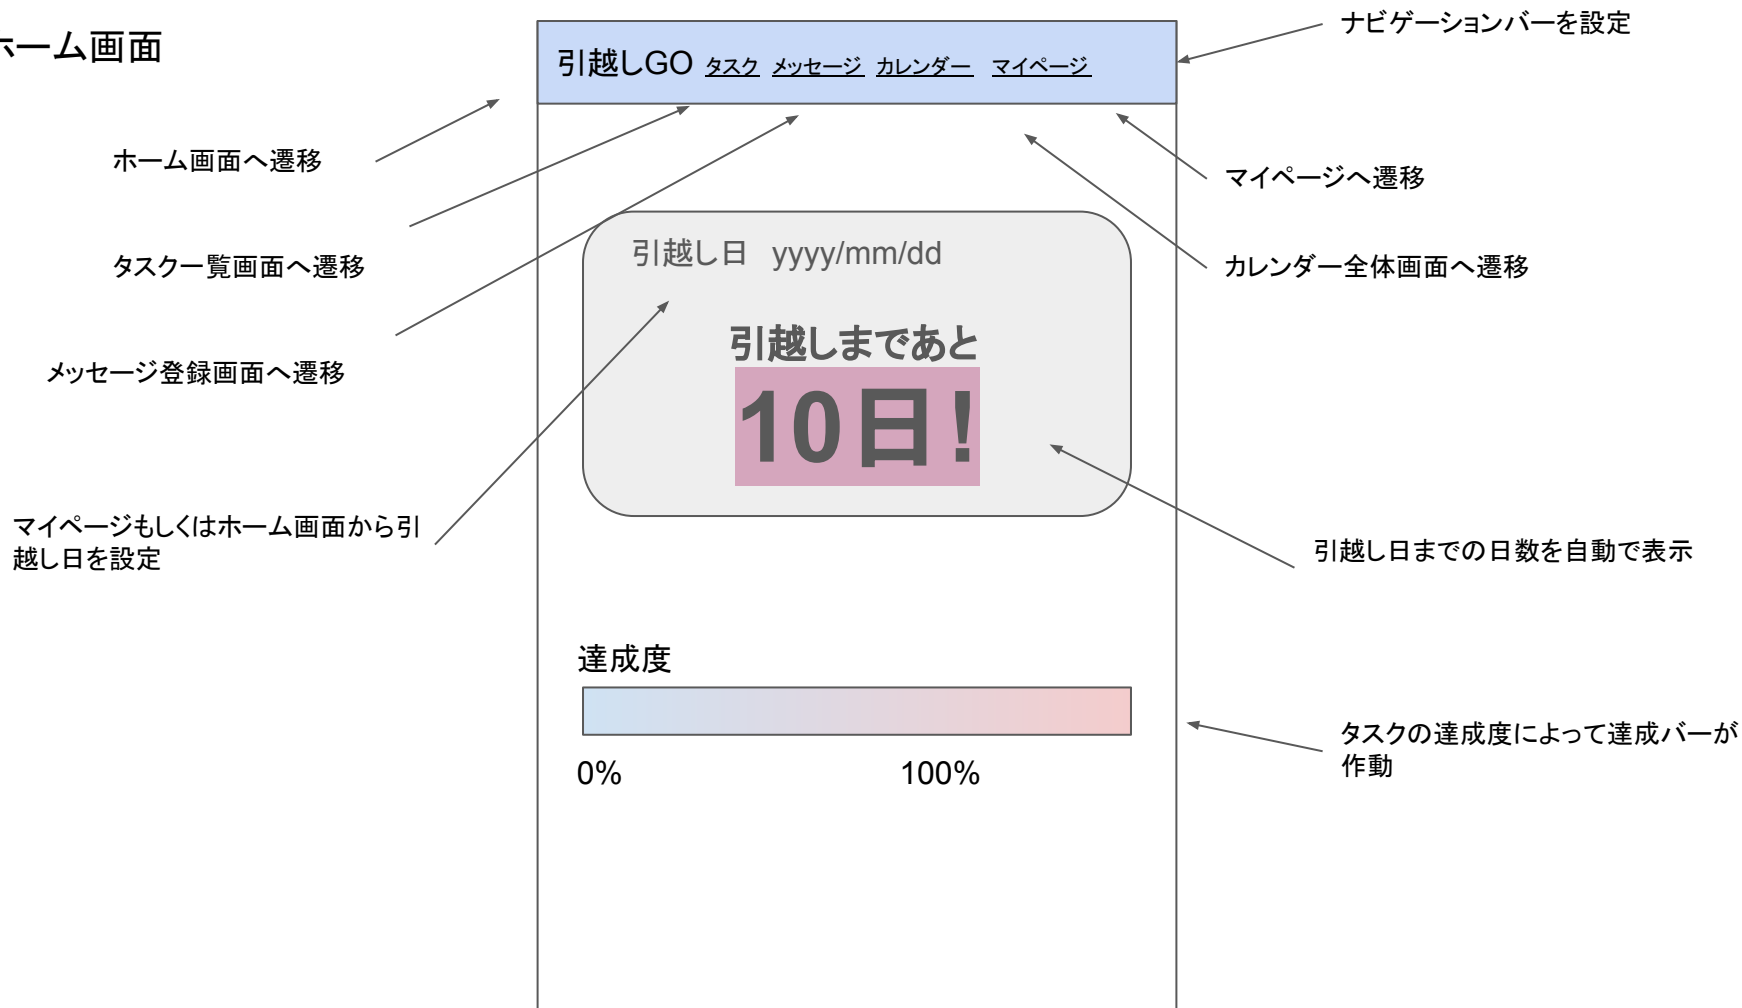 ナビゲーションバーを設定
ホーム画面
引越しGO タスク メッセージ カレンダー マイページ
ホーム画面へ遷移
マイページへ遷移
引越し日 yyyy/mm/dd
タスク一覧画面へ遷移
カレンダー全体画面へ遷移
引越しまであと
メッセージ登録画面へ遷移
10日!
マイページもしくはホーム画面から引
越し日を設定
引越し日までの日数を自動で表示
達成度
タスクの達成度によって達成バーが
作動
0% 100%